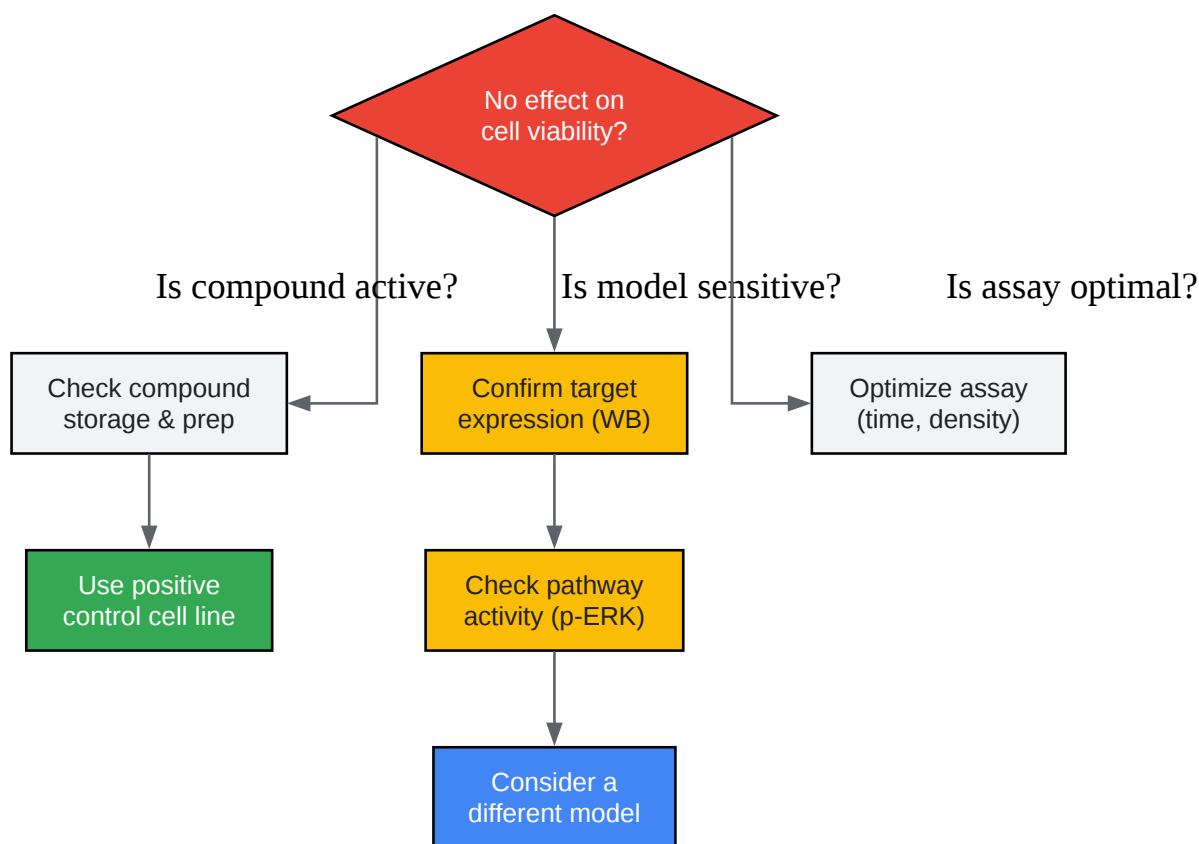 No effect on
cell viability?
Is compound active?
Is model sensitive?
Is assay optimal?
Check compound
storage & prep
Confirm target
expression (WB)
Optimize assay
(time, density)
Use positive
control cell line
Check pathway
activity (p-ERK)
Consider a
different model